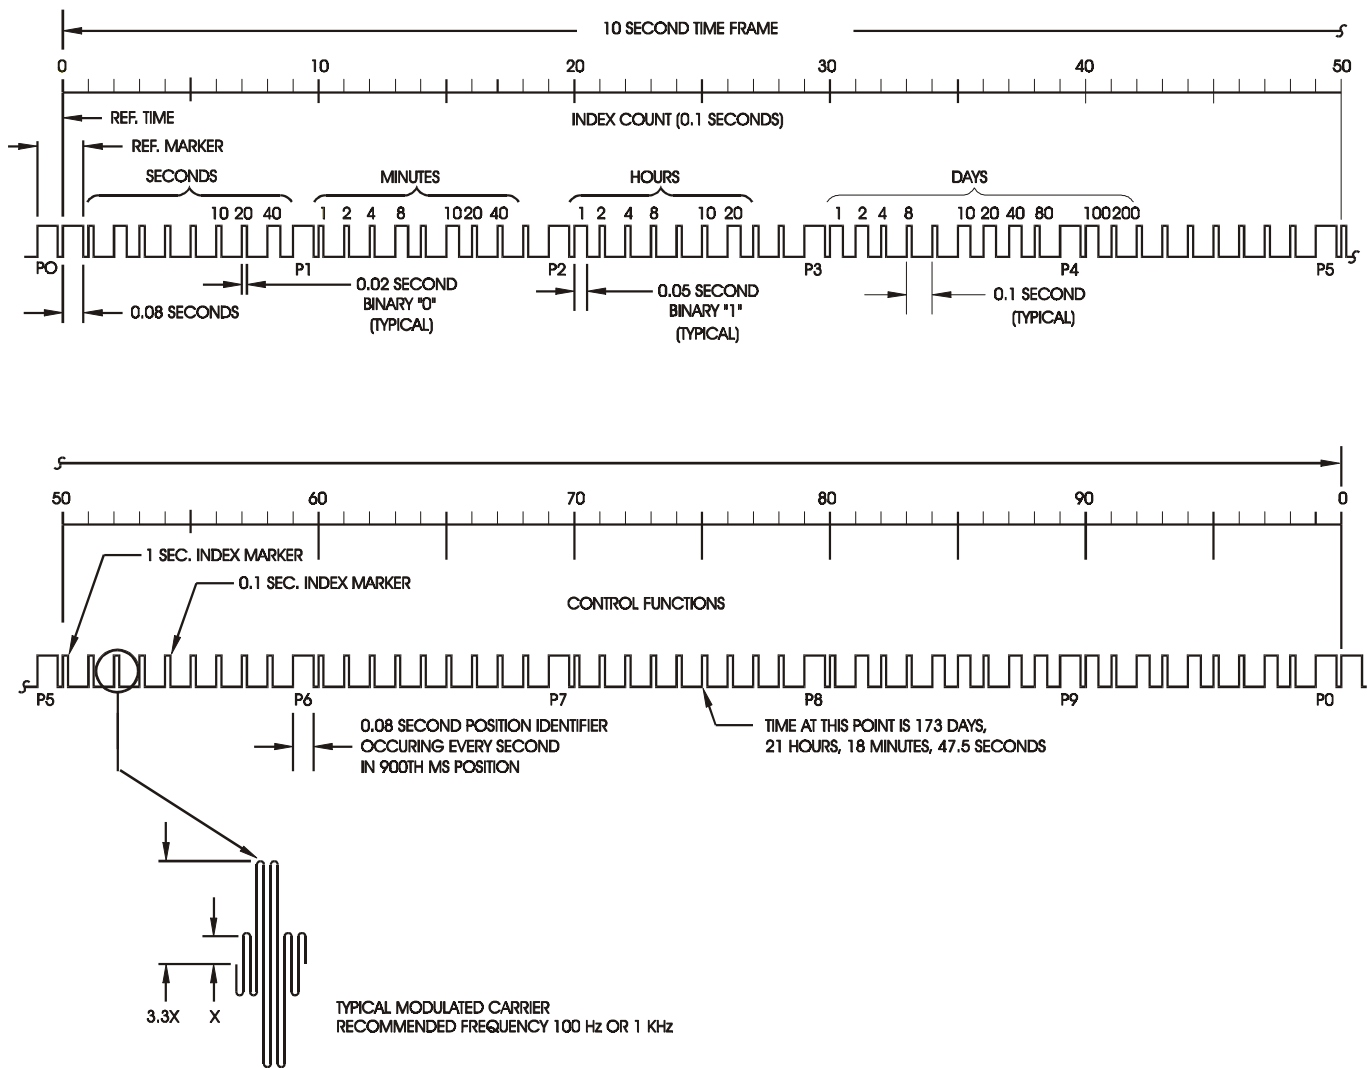 10 SECOND TIME FRAME
0 10 20 30 40 50
REF. TIME
INDEX COUNT (0.1 SECONDS)
REF. MARKER
SECONDS MINUTES HOURS DAYS
10 20 40 1 2 4 8 10 20 40 1 2 4 8 10 20 1 2 4 8 10 20 40 80 100 200
PO P1 P2 P3 P4 P5
0.02 SECOND
BINARY "0"
(TYPICAL)
0.05 SECOND
BINARY "1"
(TYPICAL)
0.1 SECOND
(TYPICAL)
0.08 SECONDS
50 60 70 80 90 0
1 SEC. INDEX MARKER
0.1 SEC. INDEX MARKER
CONTROL FUNCTIONS
P5 P6 P7 P8 P9 PO
0.08 SECOND POSITION IDENTIFIER
OCCURING EVERY SECOND
IN 900TH MS POSITION
TIME AT THIS POINT IS 173 DAYS,
21 HOURS, 18 MINUTES, 47.5 SECONDS
3.3X X
TYPICAL MODULATED CARRIER
RECOMMENDED FREQUENCY 100 Hz OR 1 KHz